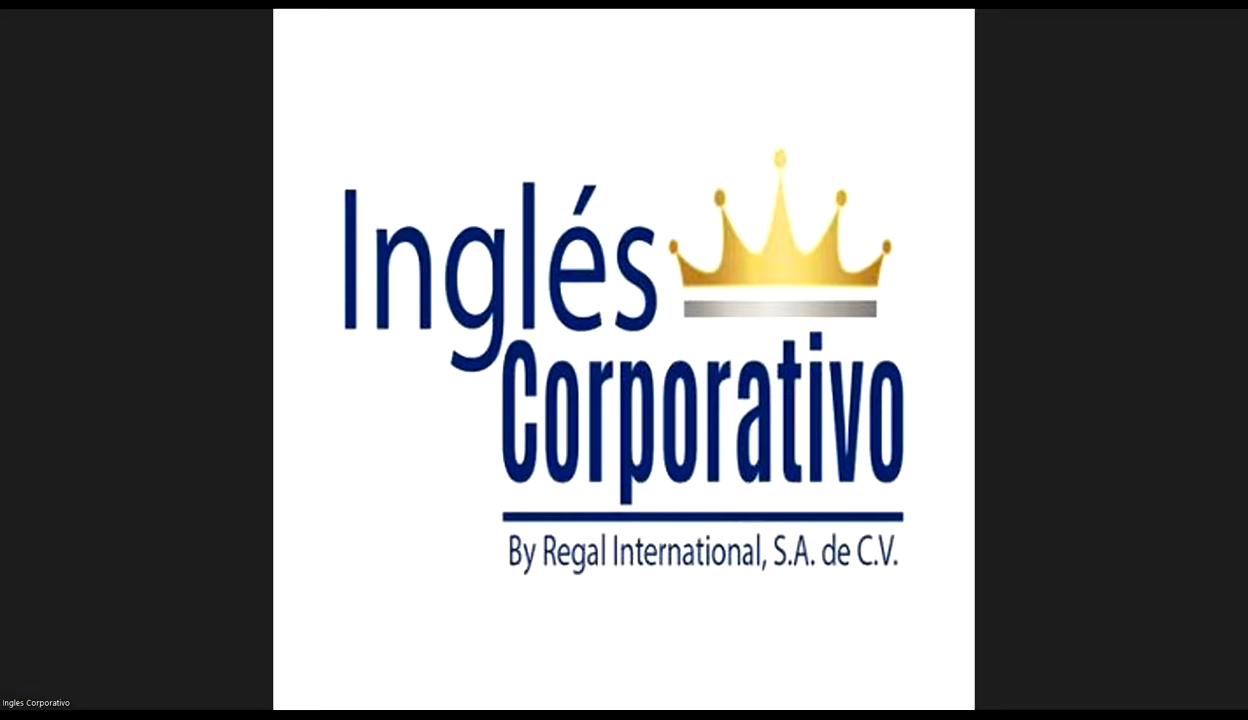 Inglés
Corporativo
By Regal International, S.A. de C.V.
Ingles Corporativo